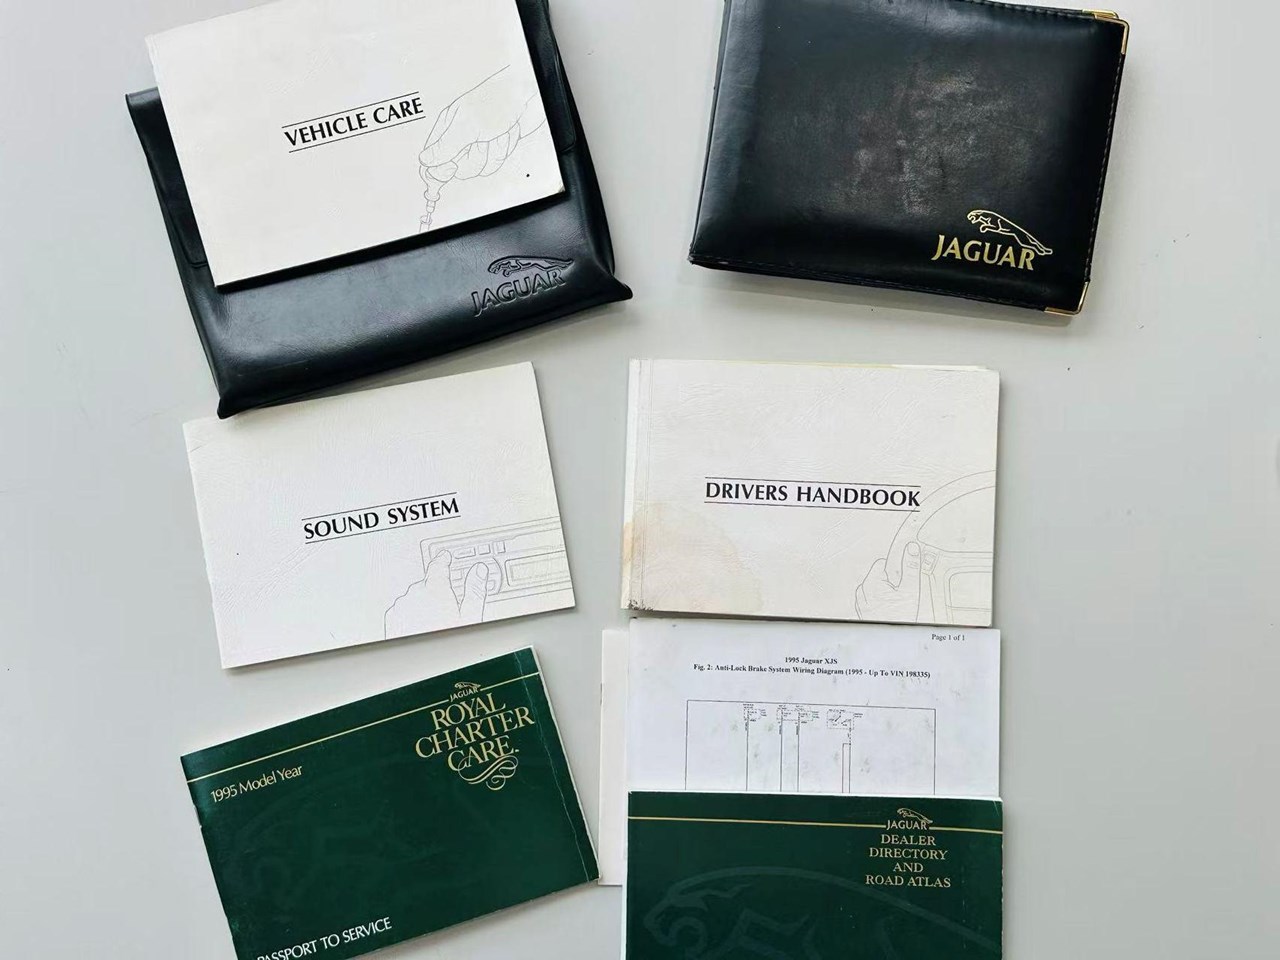 VEHICLE CARE
JAGUAR
JAGUAR
SOUND SYSTEM
DRIVERS HANDBOOK
Page 1 of 1
1995 Jaguar XJS
Fig. 2: Anti-Lock Brake System Wiring Diagram (1995 - Up To VIN 198335)
JAGUAR
ROYAL
CHARTER
CARE.
1995 Model Year
PASSPORT TO SERVICE
JAGUAR
DEALER
DIRECTORY
AND
ROAD ATLAS